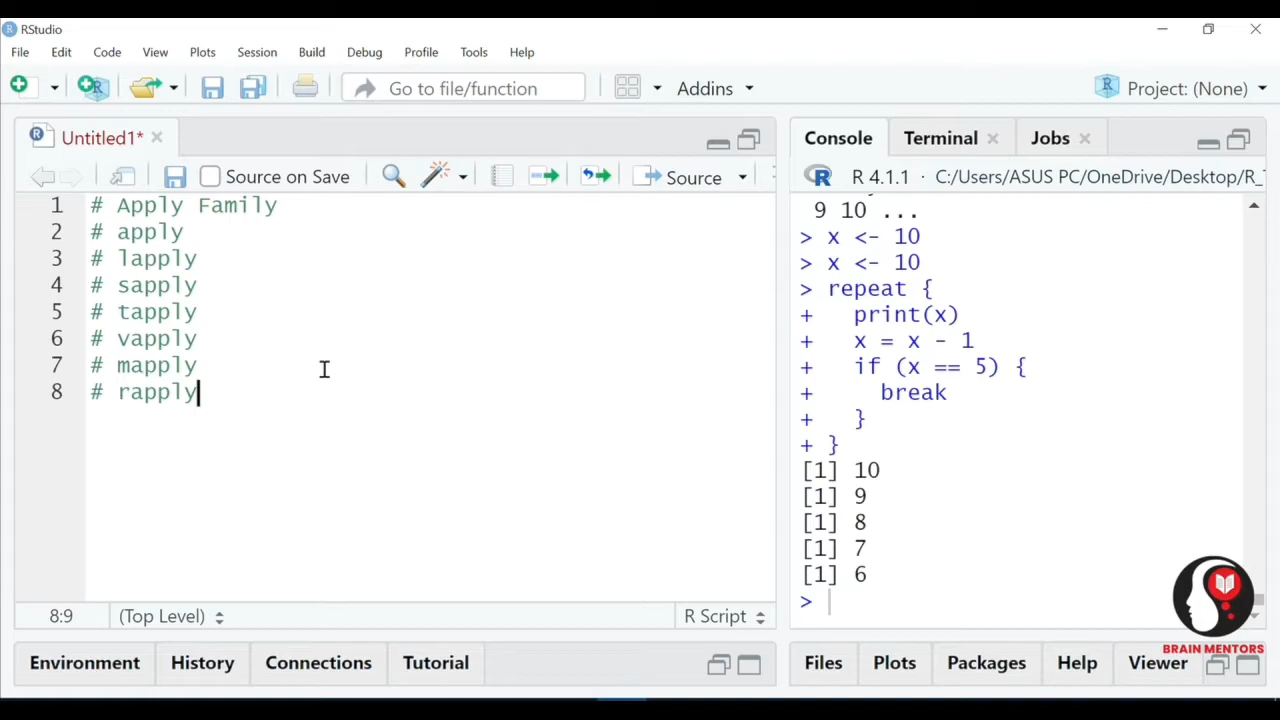 RStudio
File Edit Code View Plots Session Build Debug Profile Tools Help
Go to file/function Addins Project: (None)
Untitled1*
Source on Save Source
1 # Apply Family
2 # apply
3 # lapply
4 # sapply
5 # tapply
6 # vapply
7 # mapply
8 # rapply
8:9 (Top Level) R Script
Environment History Connections Tutorial
Console Terminal Jobs
R 4.1.1 · C:/Users/ASUS PC/OneDrive/Desktop/R_
9 10 ...
> x <- 10
> x <- 10
> repeat {
+ print(x)
+ x = x - 1
+ if (x == 5) {
+ break
+ }
+ }
[1] 10
[1] 9
[1] 8
[1] 7
[1] 6
>
BRAIN MENTORS
Files Plots Packages Help Viewer